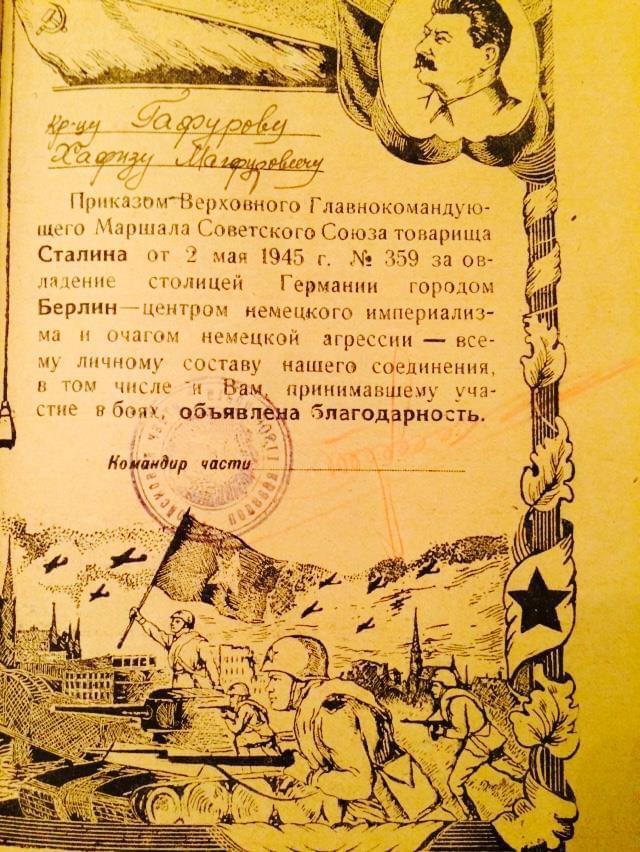 кр-цу Гафурову
Хафизу Магфуровичу
Приказом Верховного Главнокомандую-
щего Маршала Советского Союза товарища
Сталина от 2 мая 1945 г. № 359 за ов-
ладение столицей Германии городом
Берлин—центром немецкого империализ-
ма и очагом немецкой агрессии — все-
му личному составу нашего соединения,
в том числе и Вам, принимавшему уча-
стие в боях, объявлена благодарность.
Командир части